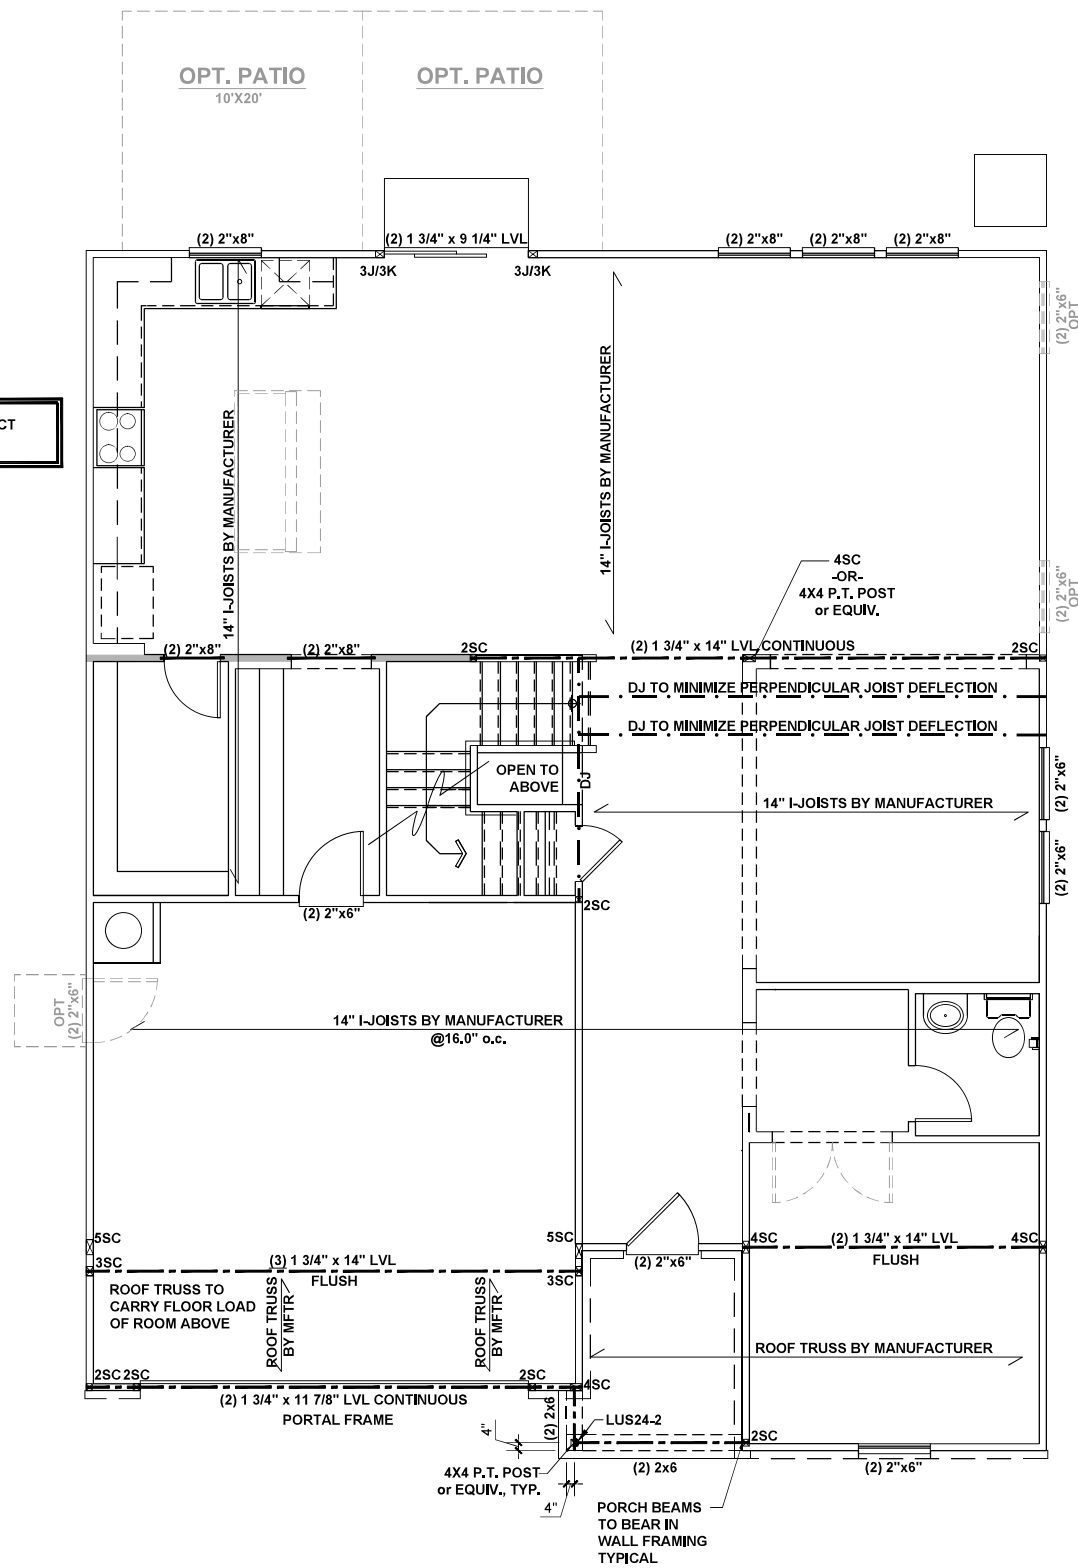 OPT. PATIO
10'X20'
OPT. PATIO
(2) 2"x8"
(2) 1 3/4" x 9 1/4" LVL
(2) 2"x8"
(2) 2"x8"
(2) 2"x8"
3J/3K
3J/3K
(2) 2"x6"
OPT
CT
14" I-JOISTS BY MANUFACTURER
14" I-JOISTS BY MANUFACTURER
4SC
-OR-
4X4 P.T. POST
or EQUIV.
(2) 2"x6"
OPT
(2) 2"x8"
(2) 2"x8"
2SC
(2) 1 3/4" x 14" LVL CONTINUOUS
2SC
DJ TO MINIMIZE PERPENDICULAR JOIST DEFLECTION
DJ TO MINIMIZE PERPENDICULAR JOIST DEFLECTION
OPEN TO
ABOVE
DJ
(2) 2"x6"
14" I-JOISTS BY MANUFACTURER
(2) 2"x6"
(2) 2"x6"
2SC
OPT
(2) 2"x6"
14" I-JOISTS BY MANUFACTURER
@16.0" o.c.
5SC
5SC
4SC
(2) 1 3/4" x 14" LVL
4SC
FLUSH
3SC
(3) 1 3/4" x 14" LVL
FLUSH
3SC
(2) 2"x6"
ROOF TRUSS TO
CARRY FLOOR LOAD
OF ROOM ABOVE
ROOF TRUSS
BY MFTR
ROOF TRUSS
BY MFTR
ROOF TRUSS BY MANUFACTURER
2SC
2SC
2SC
4SC
(2) 1 3/4" x 11 7/8" LVL CONTINUOUS
PORTAL FRAME
(2) 2x6
LUS24-2
4"
2SC
4X4 P.T. POST
or EQUIV., TYP.
4"
(2) 2x6
(2) 2"x6"
PORCH BEAMS
TO BEAR IN
WALL FRAMING
TYPICAL